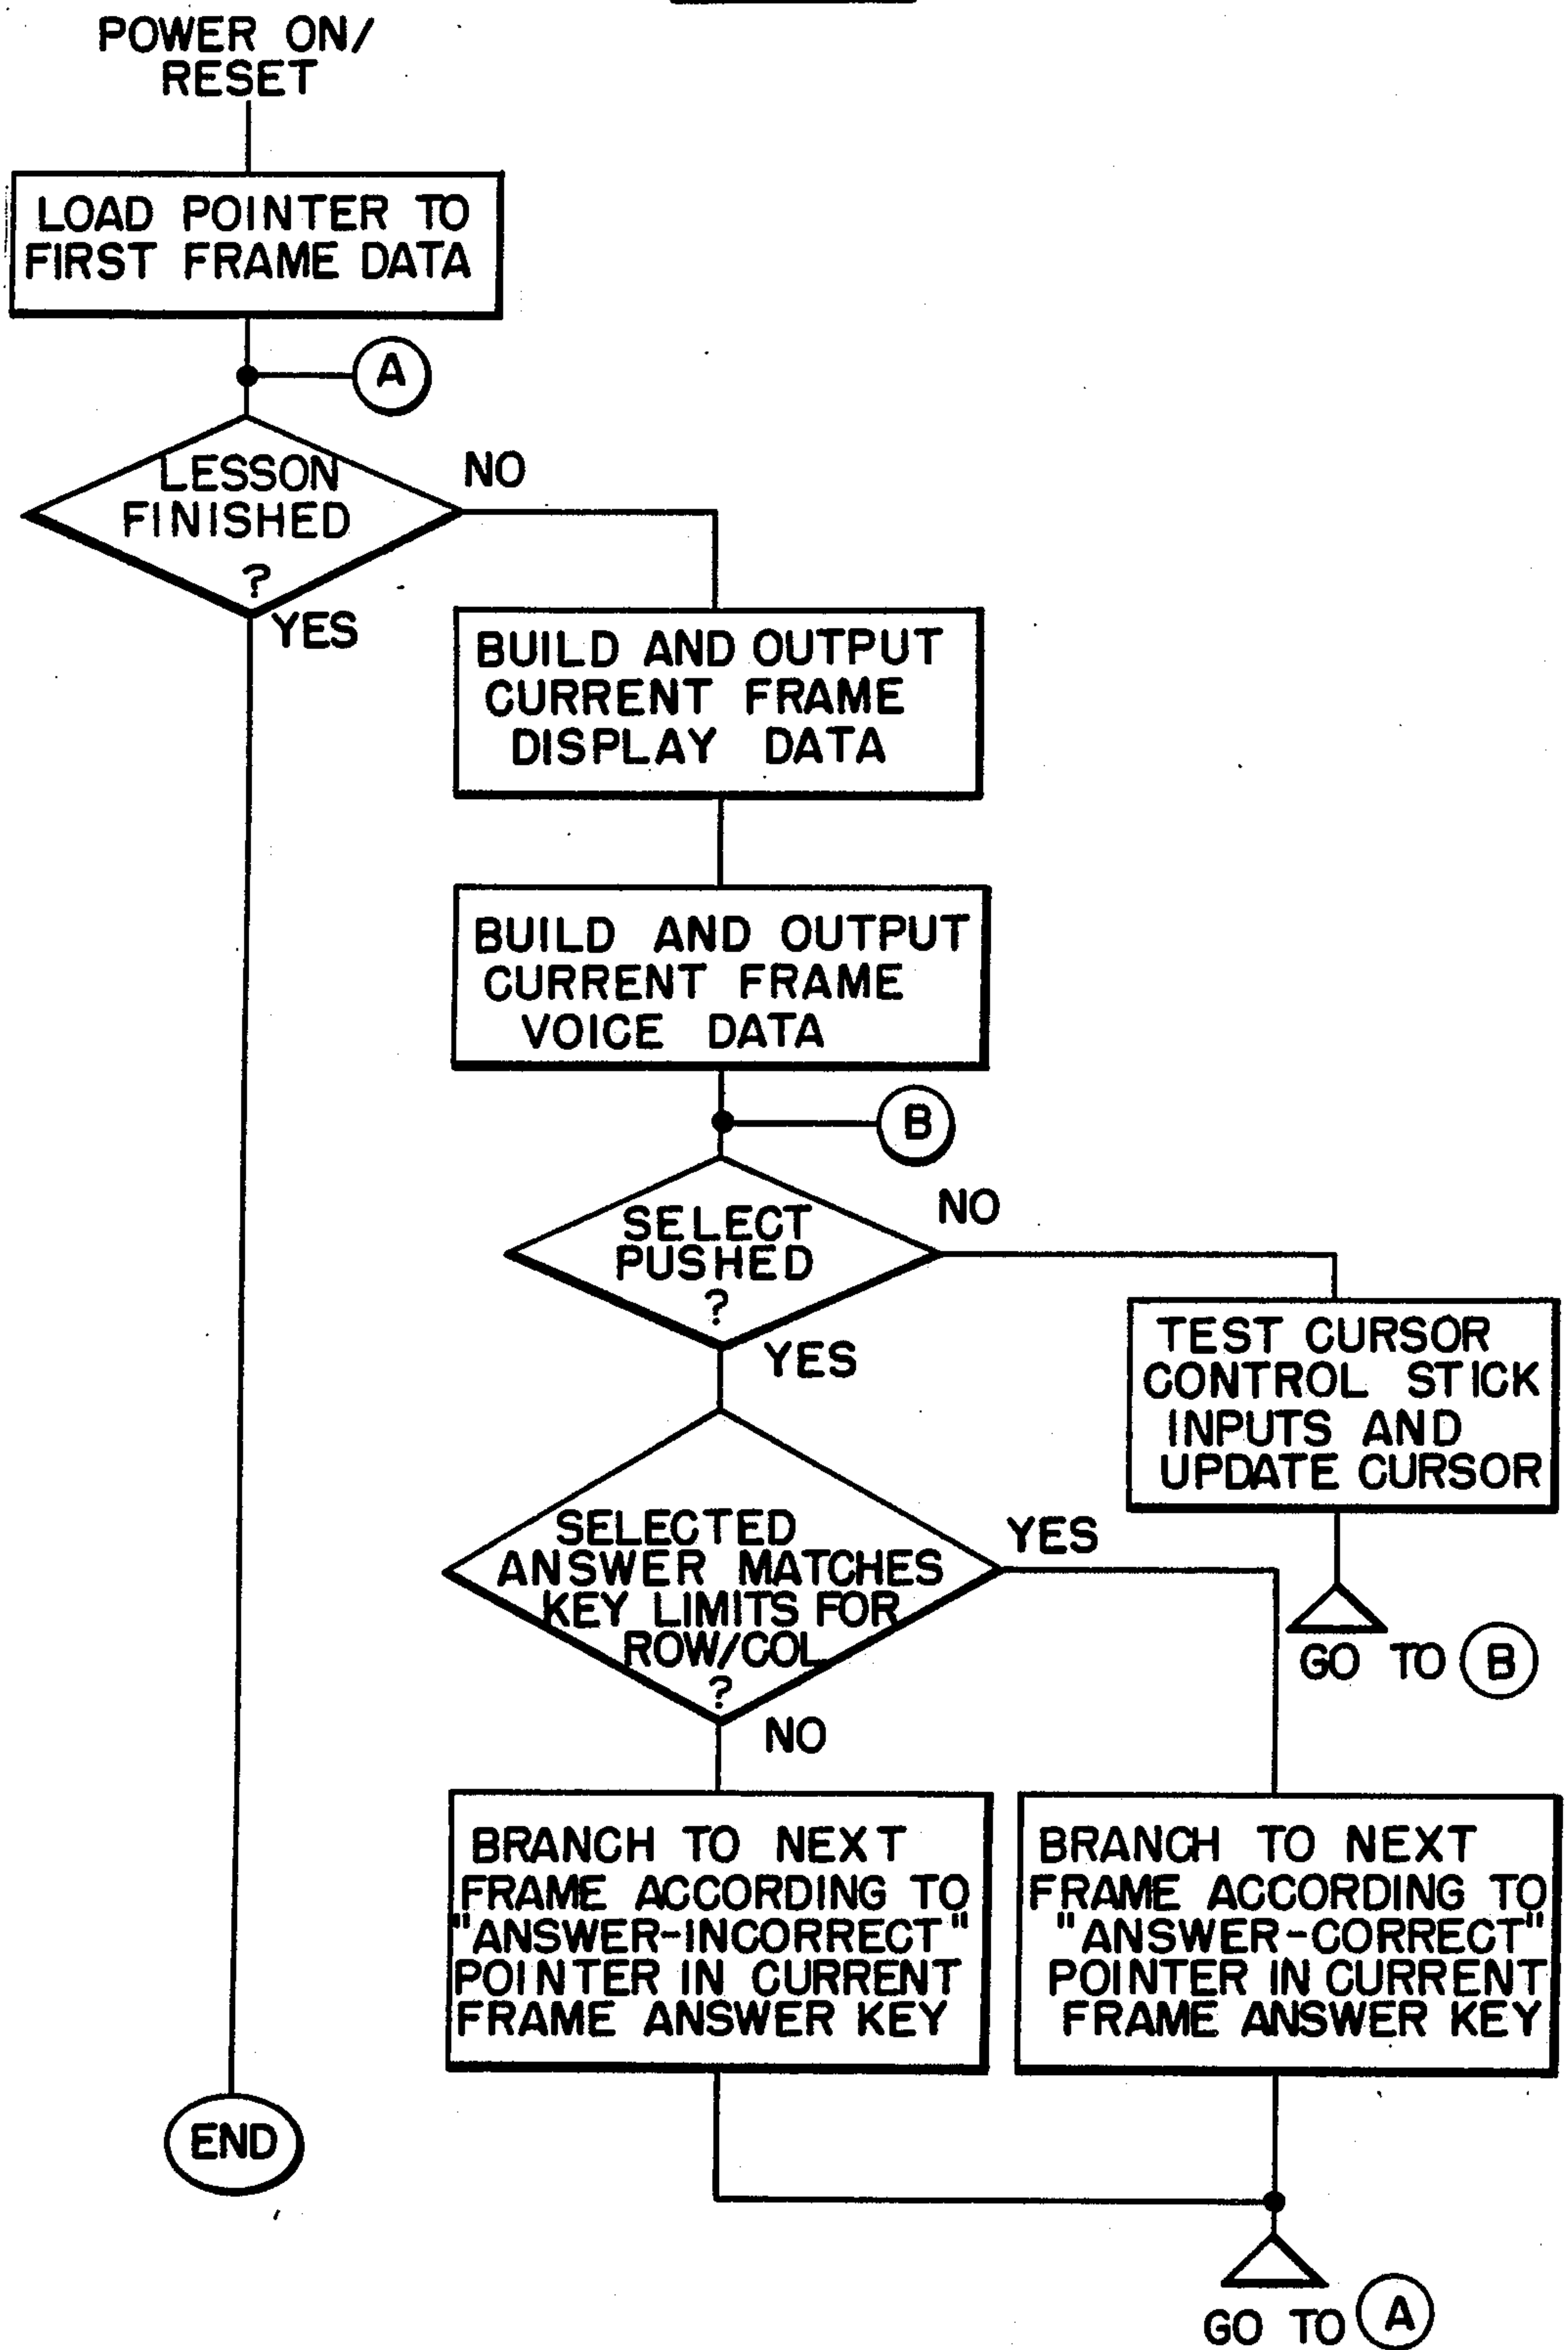 POWER ON/
RESET
LOAD POINTER TO
FIRST FRAME DATA
A
LESSON
FINISHED
?
NO
YES
BUILD AND OUTPUT
CURRENT FRAME
DISPLAY DATA
BUILD AND OUTPUT
CURRENT FRAME
VOICE DATA
B
SELECT
PUSHED
?
NO
YES
TEST CURSOR
CONTROL STICK
INPUTS AND
UPDATE CURSOR
GO TO B
SELECTED
ANSWER MATCHES
KEY LIMITS FOR
ROW/COL
?
YES
NO
BRANCH TO NEXT
FRAME ACCORDING TO
"ANSWER-INCORRECT"
POINTER IN CURRENT
FRAME ANSWER KEY
BRANCH TO NEXT
FRAME ACCORDING TO
"ANSWER-CORRECT"
POINTER IN CURRENT
FRAME ANSWER KEY
END
GO TO A